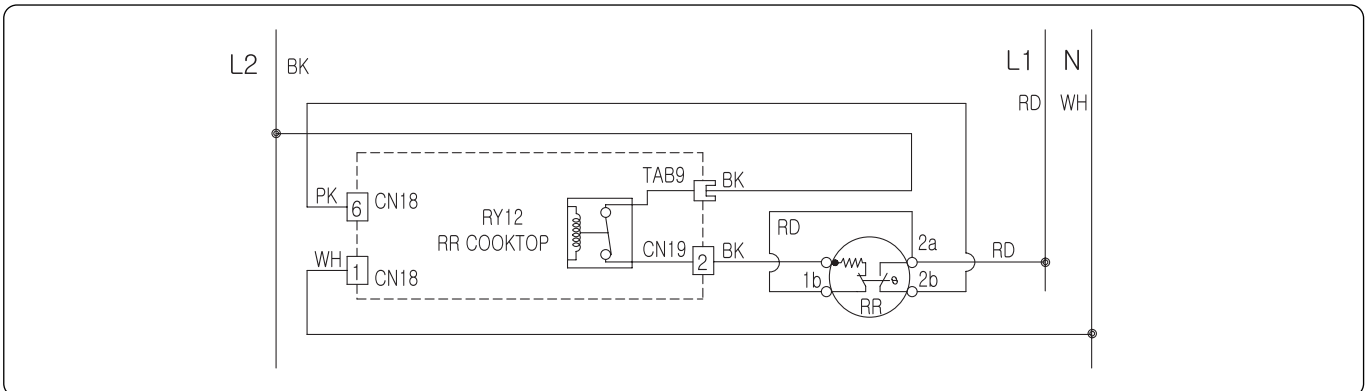 L2 BK
L1 N
RD WH
TAB9 BK
PK 6 CN18
RY12
RR COOKTOP
RD
CN19 2 BK
2a RD
WH 1 CN18
1b θ 2b
RR